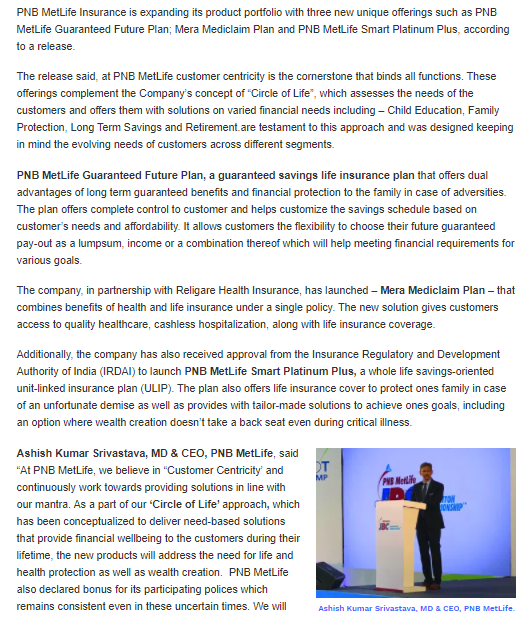 PNB MetLife Insurance is expanding its product portfolio with three new unique offerings such as PNB
MetLife Guaranteed Future Plan; Mera Mediclaim Plan and PNB MetLife Smart Platinum Plus, according
to a release.
The release said, at PNB MetLife customer centricity is the cornerstone that binds all functions. These
offerings complement the Company's concept of "Circle of Life", which assesses the needs of the
customers and offers them with solutions on varied financial needs including – Child Education, Family
Protection, Long Term Savings and Retirement.are testament to this approach and was designed keeping
in mind the evolving needs of customers across different segments.
PNB MetLife Guaranteed Future Plan, a guaranteed savings life insurance plan that offers dual
advantages of long term guaranteed benefits and financial protection to the family in case of adversities.
The plan offers complete control to customer and helps customize the savings schedule based on
customer's needs and affordability. It allows customers the flexibility to choose their future guaranteed
pay-out as a lumpsum, income or a combination thereof which will help meeting financial requirements for
various goals.
The company, in partnership with Religare Health Insurance, has launched – Mera Mediclaim Plan – that
combines benefits of health and life insurance under a single policy. The new solution gives customers
access to quality healthcare, cashless hospitalization, along with life insurance coverage.
Additionally, the company has also received approval from the Insurance Regulatory and Development
Authority of India (IRDAI) to launch PNB MetLife Smart Platinum Plus, a whole life savings-oriented
unit-linked insurance plan (ULIP). The plan also offers life insurance cover to protect ones family in case
of an unfortunate demise as well as provides with tailor-made solutions to achieve ones goals, including
an option where wealth creation doesn't take a back seat even during critical illness.
Ashish Kumar Srivastava, MD & CEO, PNB MetLife, said
"At PNB MetLife, we believe in "Customer Centricity' and
continuously work towards providing solutions in line with
our mantra. As a part of our 'Circle of Life' approach, which
has been conceptualized to deliver need-based solutions
that provide financial wellbeing to the customers during their
lifetime, the new products will address the need for life and
health protection as well as wealth creation.  PNB MetLife
also declared bonus for its participating polices which
remains consistent even in these uncertain times. We will
PNB MetLife
JBC
Ashish Kumar Srivastava, MD & CEO, PNB MetLife.